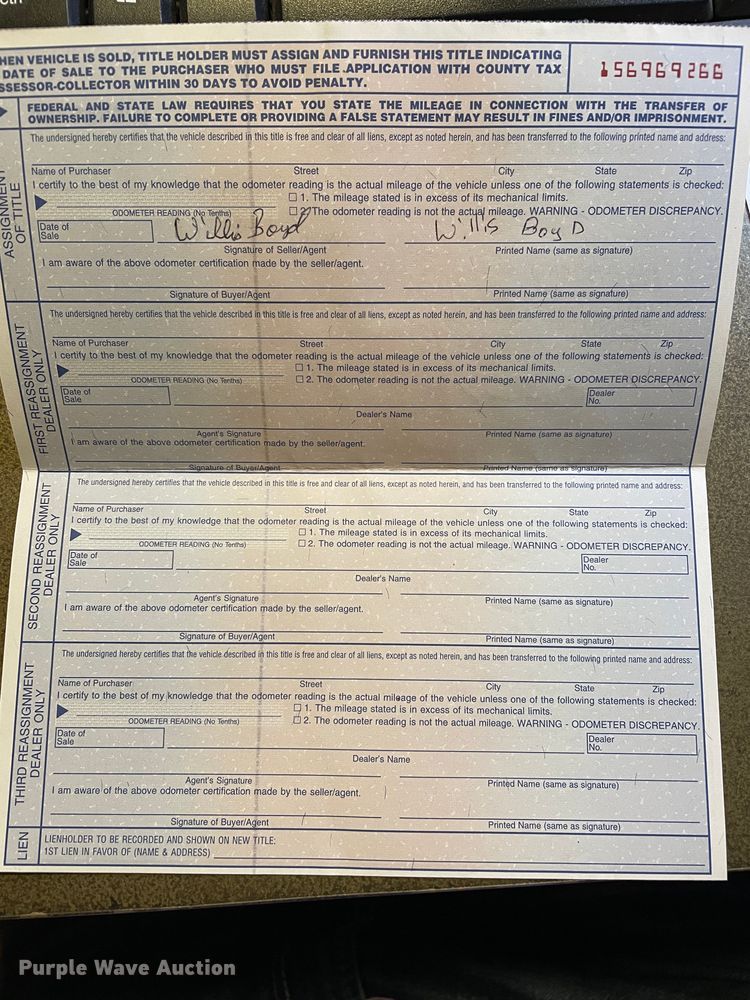 HEN VEHICLE IS SOLD, TITLE HOLDER MUST ASSIGN AND FURNISH THIS TITLE INDICATING
DATE OF SALE TO THE PURCHASER WHO MUST FILE APPLICATION WITH COUNTY TAX
SSESSOR-COLLECTOR WITHIN 30 DAYS TO AVOID PENALTY.
156969266
FEDERAL AND STATE LAW REQUIRES THAT YOU STATE THE MILEAGE IN CONNECTION WITH THE TRANSFER OF
OWNERSHIP. FAILURE TO COMPLETE OR PROVIDING A FALSE STATEMENT MAY RESULT IN FINES AND/OR IMPRISONMENT.
ASSIGNMENT
OF TITLE
The undersigned hereby certifies that the vehicle described in this title is free and clear of all liens, except as noted herein, and has been transferred to the following printed name and address:
Name of Purchaser Street City State Zip
I certify to the best of my knowledge that the odometer reading is the actual mileage of the vehicle unless one of the following statements is checked:
1. The mileage stated is in excess of its mechanical limits.
ODOMETER READING (No Tenths)
2. The odometer reading is not the actual mileage. WARNING - ODOMETER DISCREPANCY.
Date of
Sale
Willis Boyd Willis Boyd
Signature of Seller/Agent Printed Name (same as signature)
I am aware of the above odometer certification made by the seller/agent.
Signature of Buyer/Agent Printed Name (same as signature)
FIRST REASSIGNMENT
DEALER ONLY
The undersigned hereby certifies that the vehicle described in this title is free and clear of all liens, except as noted herein, and has been transferred to the following printed name and address:
Name of Purchaser Street City State Zip
I certify to the best of my knowledge that the odometer reading is the actual mileage of the vehicle unless one of the following statements is checked:
1. The mileage stated is in excess of its mechanical limits.
ODOMETER READING (No Tenths)
2. The odometer reading is not the actual mileage. WARNING - ODOMETER DISCREPANCY.
Date of
Sale
Dealer
No.
Dealer's Name
Agent's Signature Printed Name (same as signature)
I am aware of the above odometer certification made by the seller/agent.
Signature of Buyer/Agent Printed Name (same as signature)
SECOND REASSIGNMENT
DEALER ONLY
The undersigned hereby certifies that the vehicle described in this title is free and clear of all liens, except as noted herein, and has been transferred to the following printed name and address:
Name of Purchaser Street City State Zip
I certify to the best of my knowledge that the odometer reading is the actual mileage of the vehicle unless one of the following statements is checked:
1. The mileage stated is in excess of its mechanical limits.
ODOMETER READING (No Tenths)
2. The odometer reading is not the actual mileage. WARNING - ODOMETER DISCREPANCY.
Date of
Sale
Dealer
No.
Dealer's Name
Agent's Signature Printed Name (same as signature)
I am aware of the above odometer certification made by the seller/agent.
Signature of Buyer/Agent Printed Name (same as signature)
THIRD REASSIGNMENT
DEALER ONLY
The undersigned hereby certifies that the vehicle described in this title is free and clear of all liens, except as noted herein, and has been transferred to the following printed name and address:
Name of Purchaser Street City State Zip
I certify to the best of my knowledge that the odometer reading is the actual mileage of the vehicle unless one of the following statements is checked:
1. The mileage stated is in excess of its mechanical limits.
ODOMETER READING (No Tenths)
2. The odometer reading is not the actual mileage. WARNING - ODOMETER DISCREPANCY.
Date of
Sale
Dealer
No.
Dealer's Name
Agent's Signature Printed Name (same as signature)
I am aware of the above odometer certification made by the seller/agent.
Signature of Buyer/Agent Printed Name (same as signature)
LIEN
LIENHOLDER TO BE RECORDED AND SHOWN ON NEW TITLE:
1ST LIEN IN FAVOR OF (NAME & ADDRESS)
Purple Wave Auction